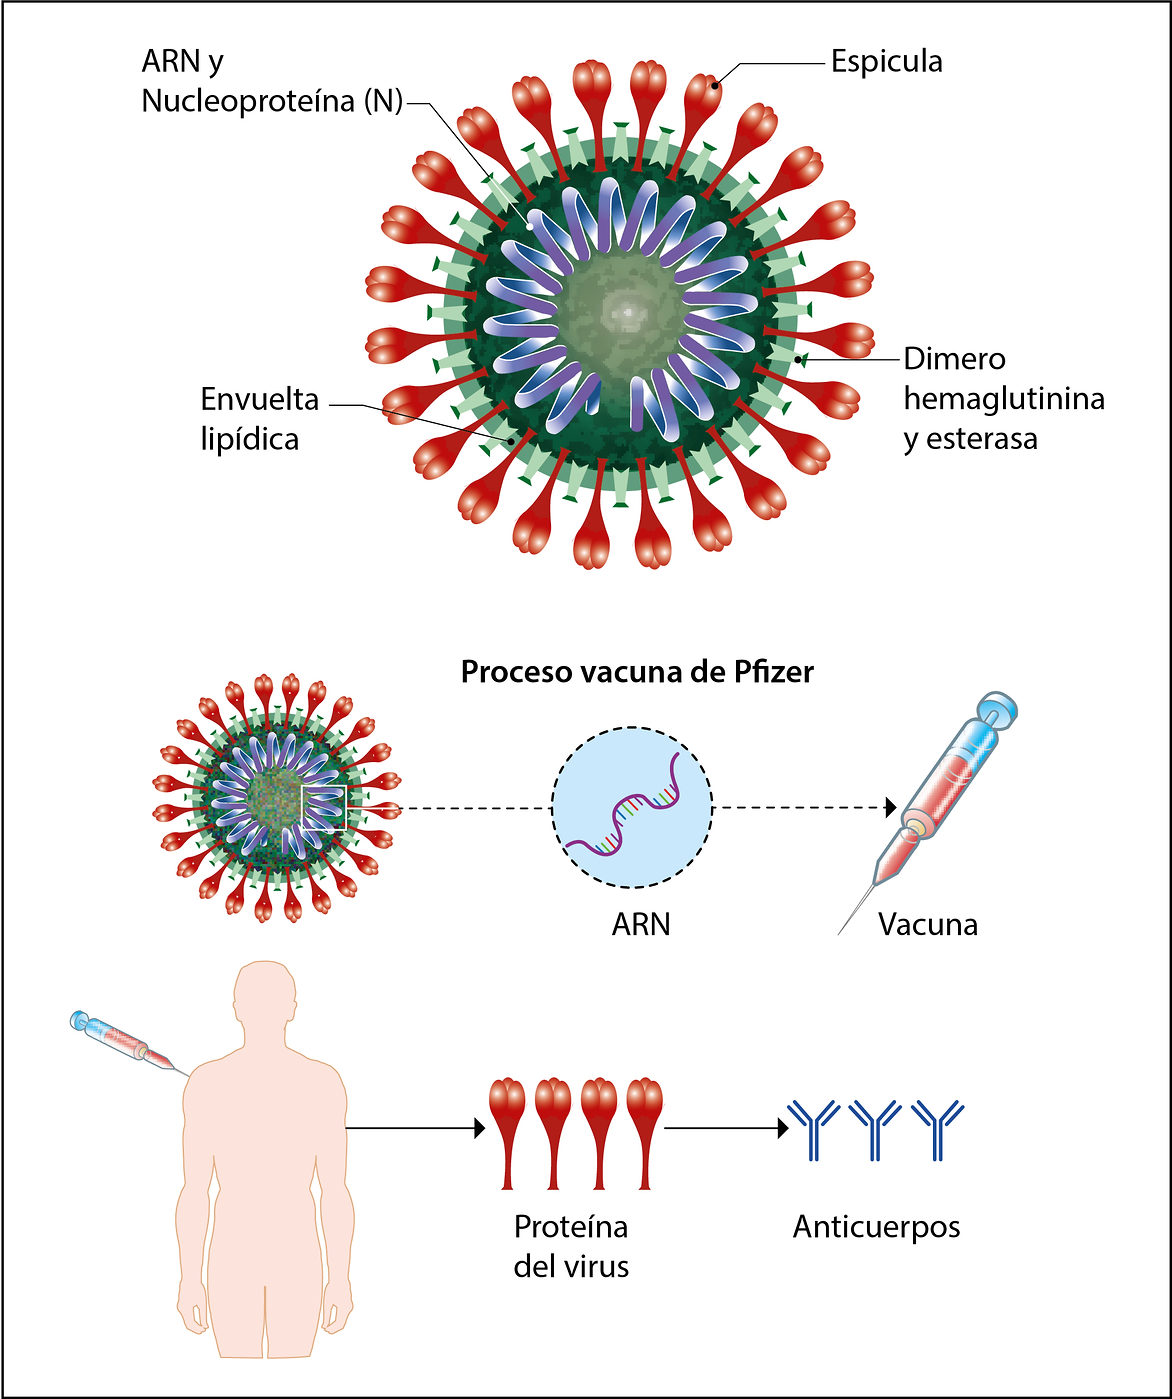 ARN y
Nucleoproteína (N)
Espicula
Dimero
hemaglutinina
y esterasa
Envuelta
lipídica
Proceso vacuna de Pfizer
ARN
Vacuna
Proteína
del virus
Anticuerpos